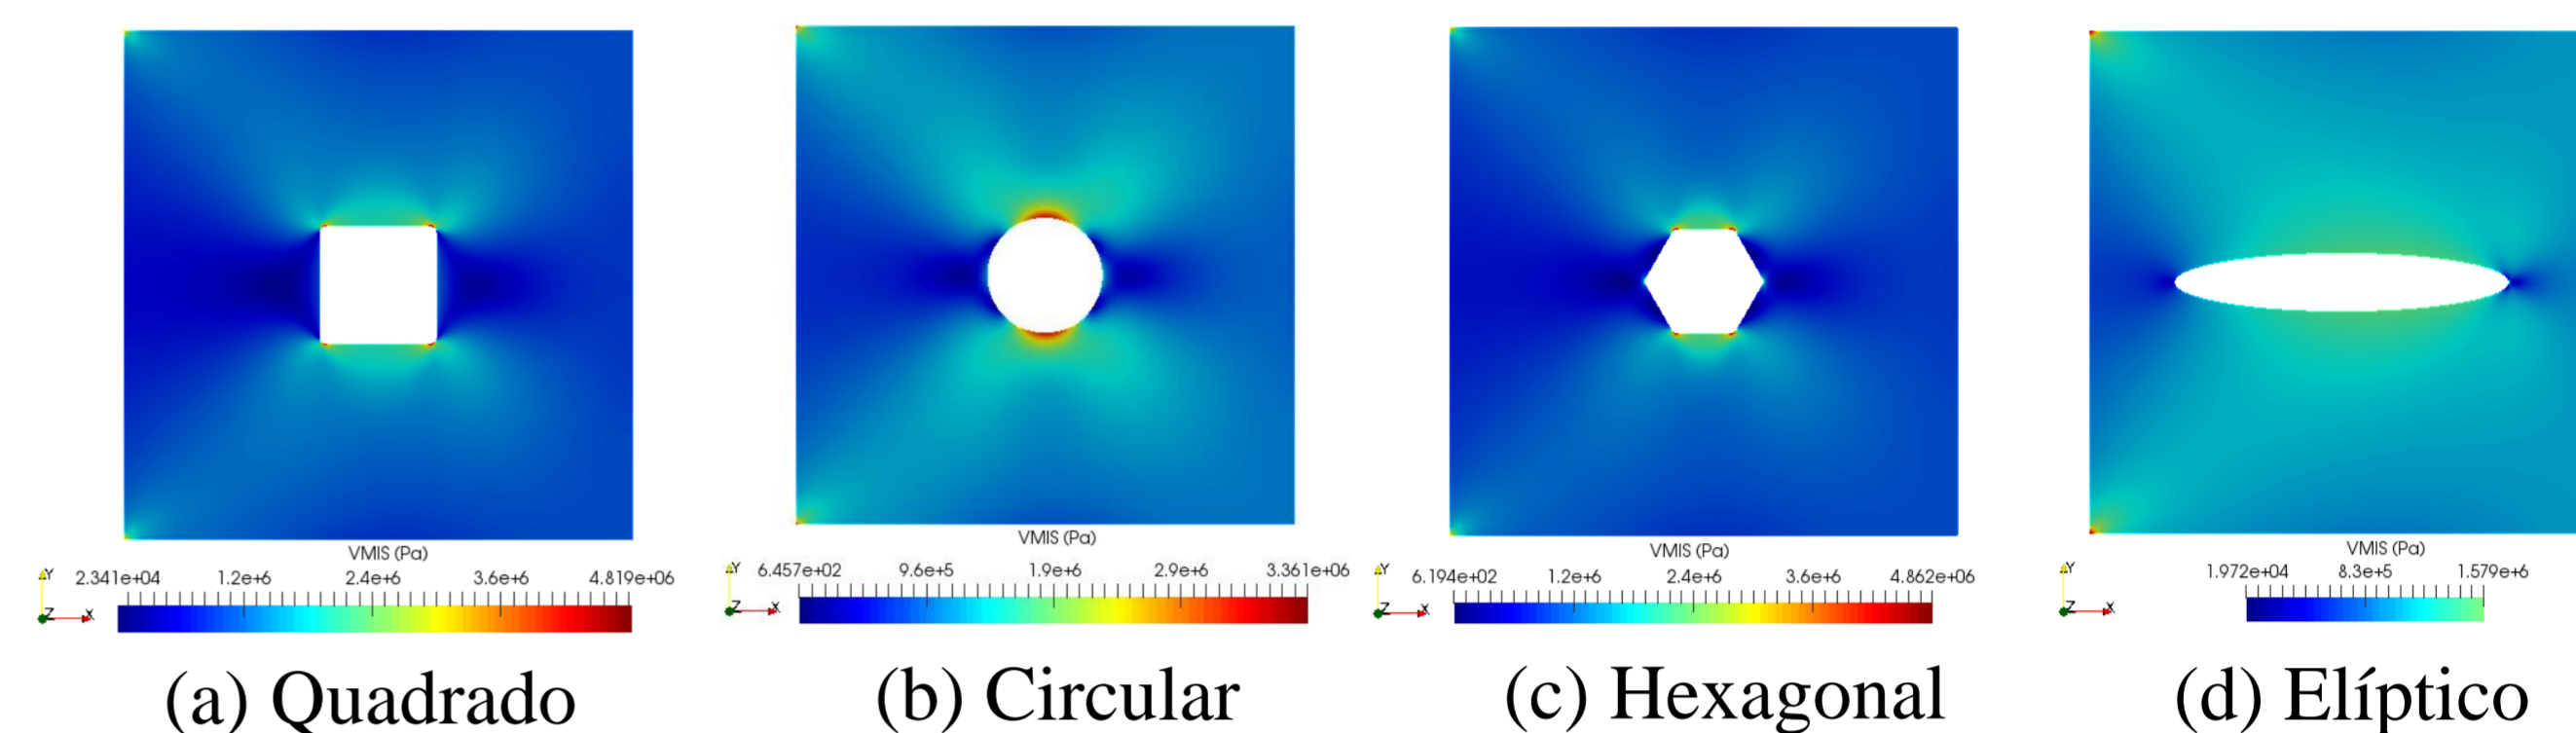 VMIS (Pa)
2.341e+04 1.2e+6 2.4e+6 3.6e+6 4.819e+06
Y
Z X
(a) Quadrado
VMIS (Pa)
6.457e+02 9.6e+5 1.9e+6 2.9e+6 3.361e+06
Y
Z X
(b) Circular
VMIS (Pa)
6.194e+02 1.2e+6 2.4e+6 3.6e+6 4.862e+06
Y
Z X
(c) Hexagonal
VMIS (Pa)
1.972e+04 8.3e+5 1.579e+6
Y
Z X
(d) Elíptico